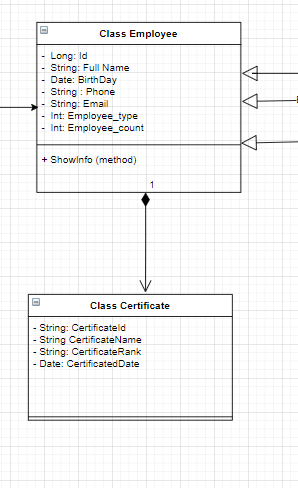 Class Employee
- Long: Id
- String: Full Name
- Date: BirthDay
- String : Phone
- String: Email
- Int: Employee_type
- Int: Employee_count
+ ShowInfo (method)
1
Class Certificate
- String: CertificateId
- String CertificateName
- String: CertificateRank
- Date: CertificatedDate